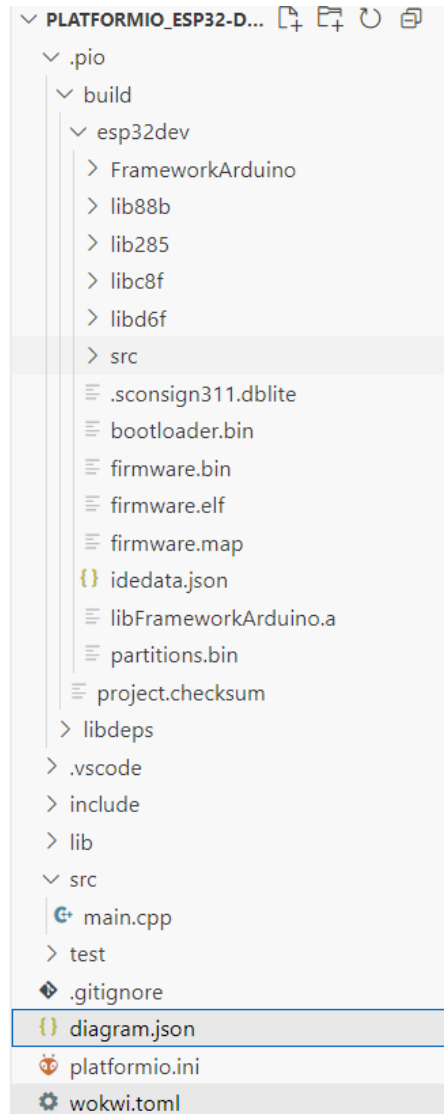 PLATFORMIO_ESP32-D...
.pio
build
esp32dev
FrameworkArduino
lib88b
lib285
libc8f
libd6f
src
.sconsign311.dblite
bootloader.bin
firmware.bin
firmware.elf
firmware.map
{} idedata.json
libFrameworkArduino.a
partitions.bin
project.checksum
libdeps
.vscode
include
lib
src
main.cpp
test
.gitignore
{} diagram.json
platformio.ini
wokwi.toml